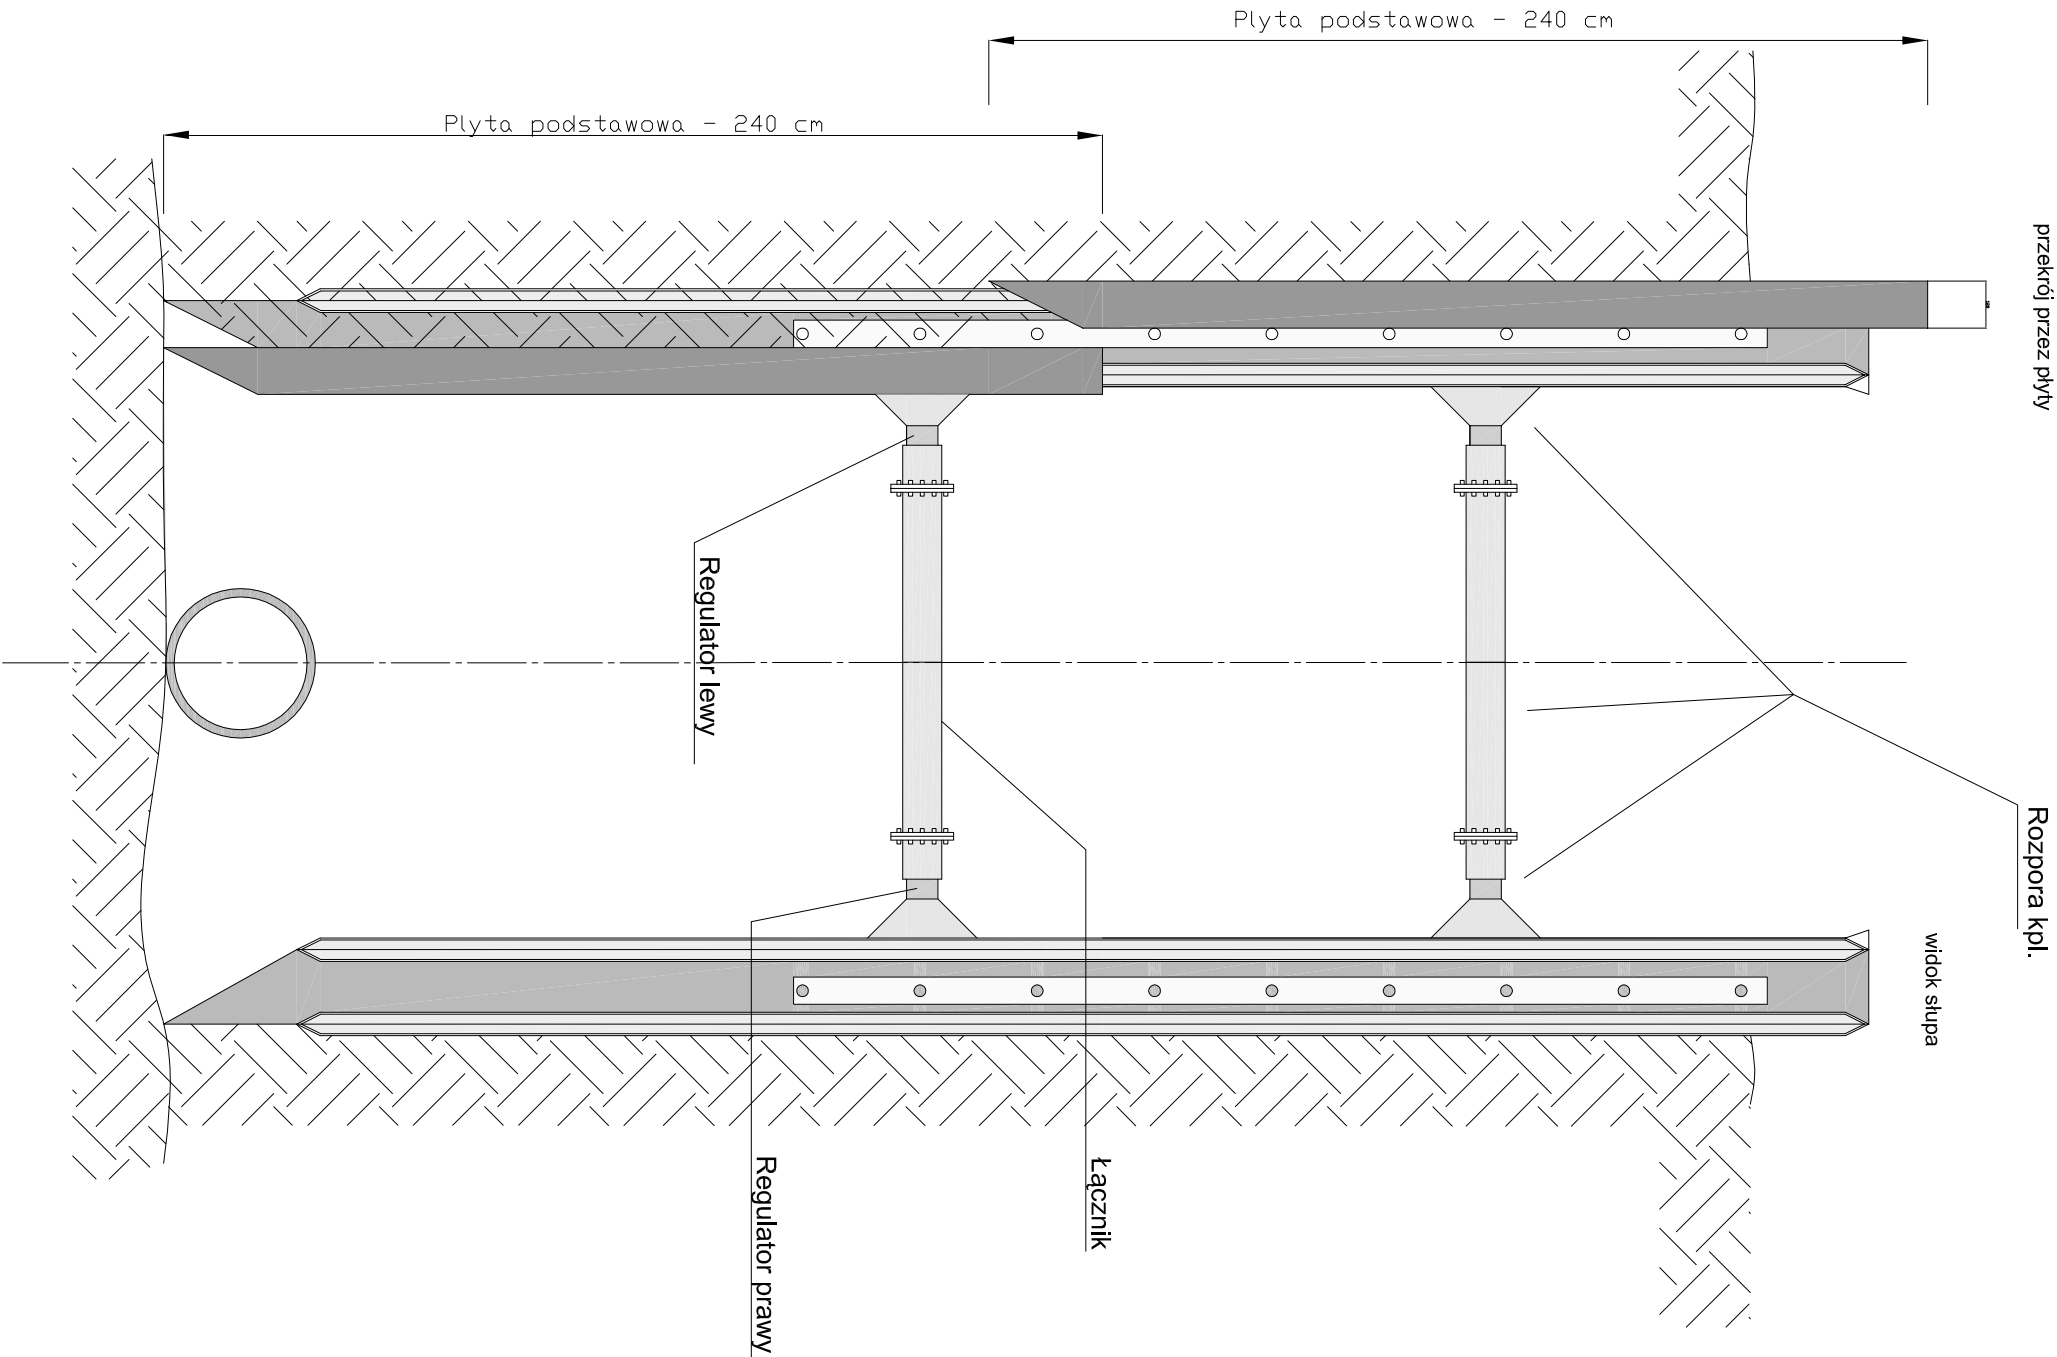 Plyta podstawowa - 240 cm
Plyta podstawowa - 240 cm
przekrój przez płyty
Regulator lewy
Rozpora kpl.
widok słupa
Łącznik
Regulator prawy